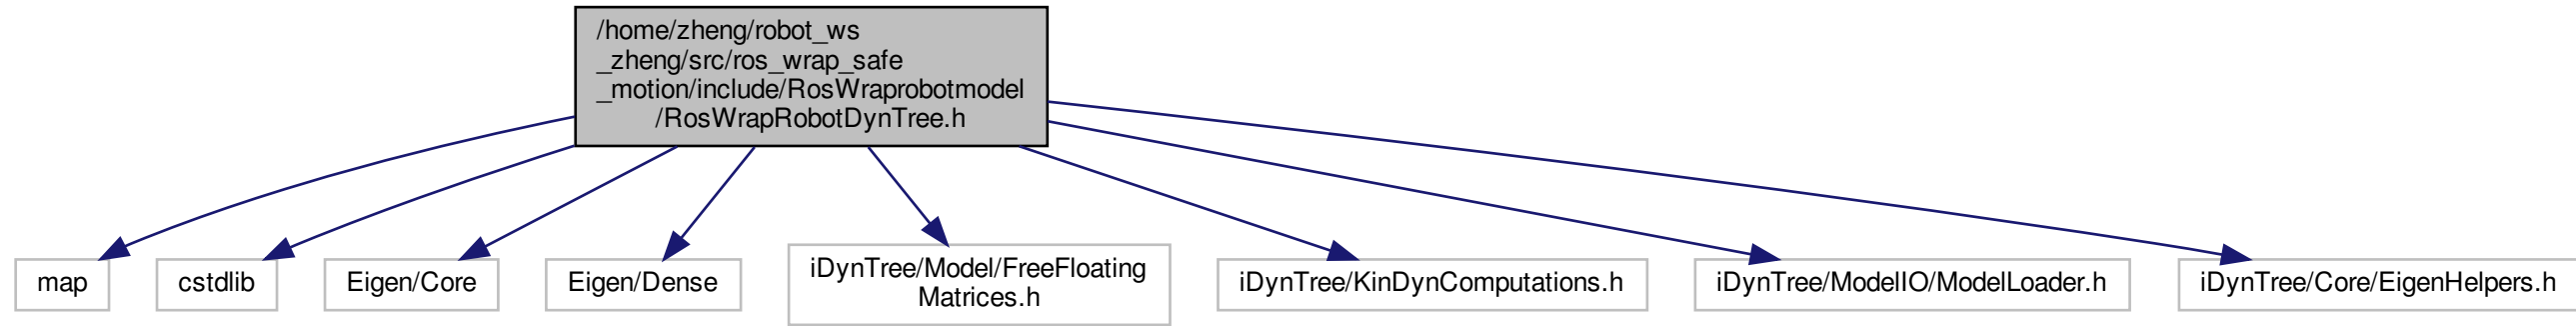 /home/zheng/robot_ws
_zheng/src/ros_wrap_safe
_motion/include/RosWraprobotmodel
/RosWrapRobotDynTree.h
map
cstdlib
Eigen/Core
Eigen/Dense
iDynTree/Model/FreeFloating
Matrices.h
iDynTree/KinDynComputations.h
iDynTree/ModelIO/ModelLoader.h
iDynTree/Core/EigenHelpers.h